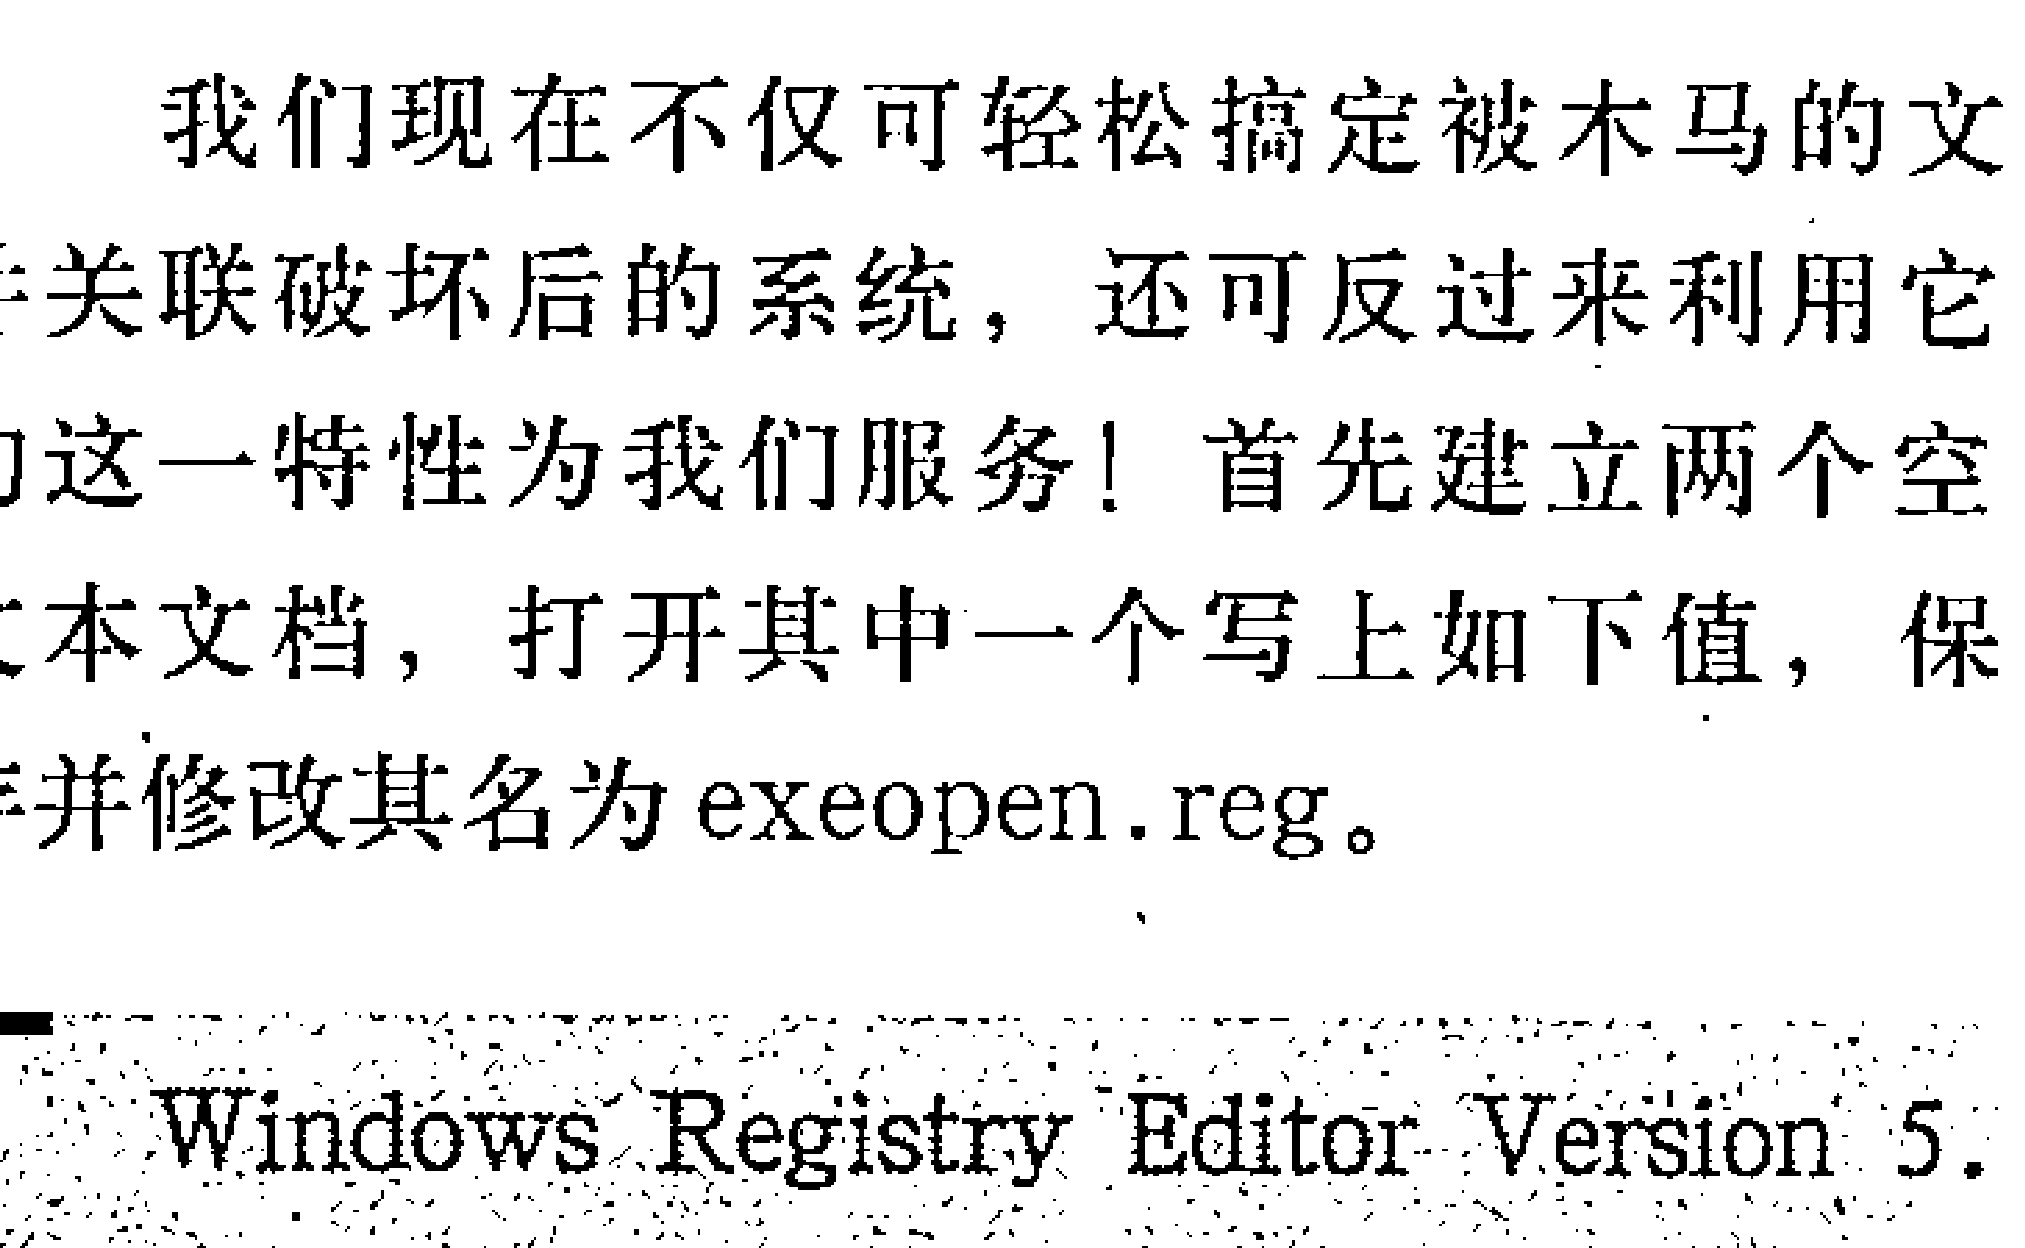 我们现在不仅可轻松搞定被木马的文
件关联破坏后的系统，还可反过来利用它
的这一特性为我们服务！首先建立两个空
文本文档，打开其中一个写上如下值，保
存并修改其名为exeopen.reg。
Windows Registry Editor Version 5.